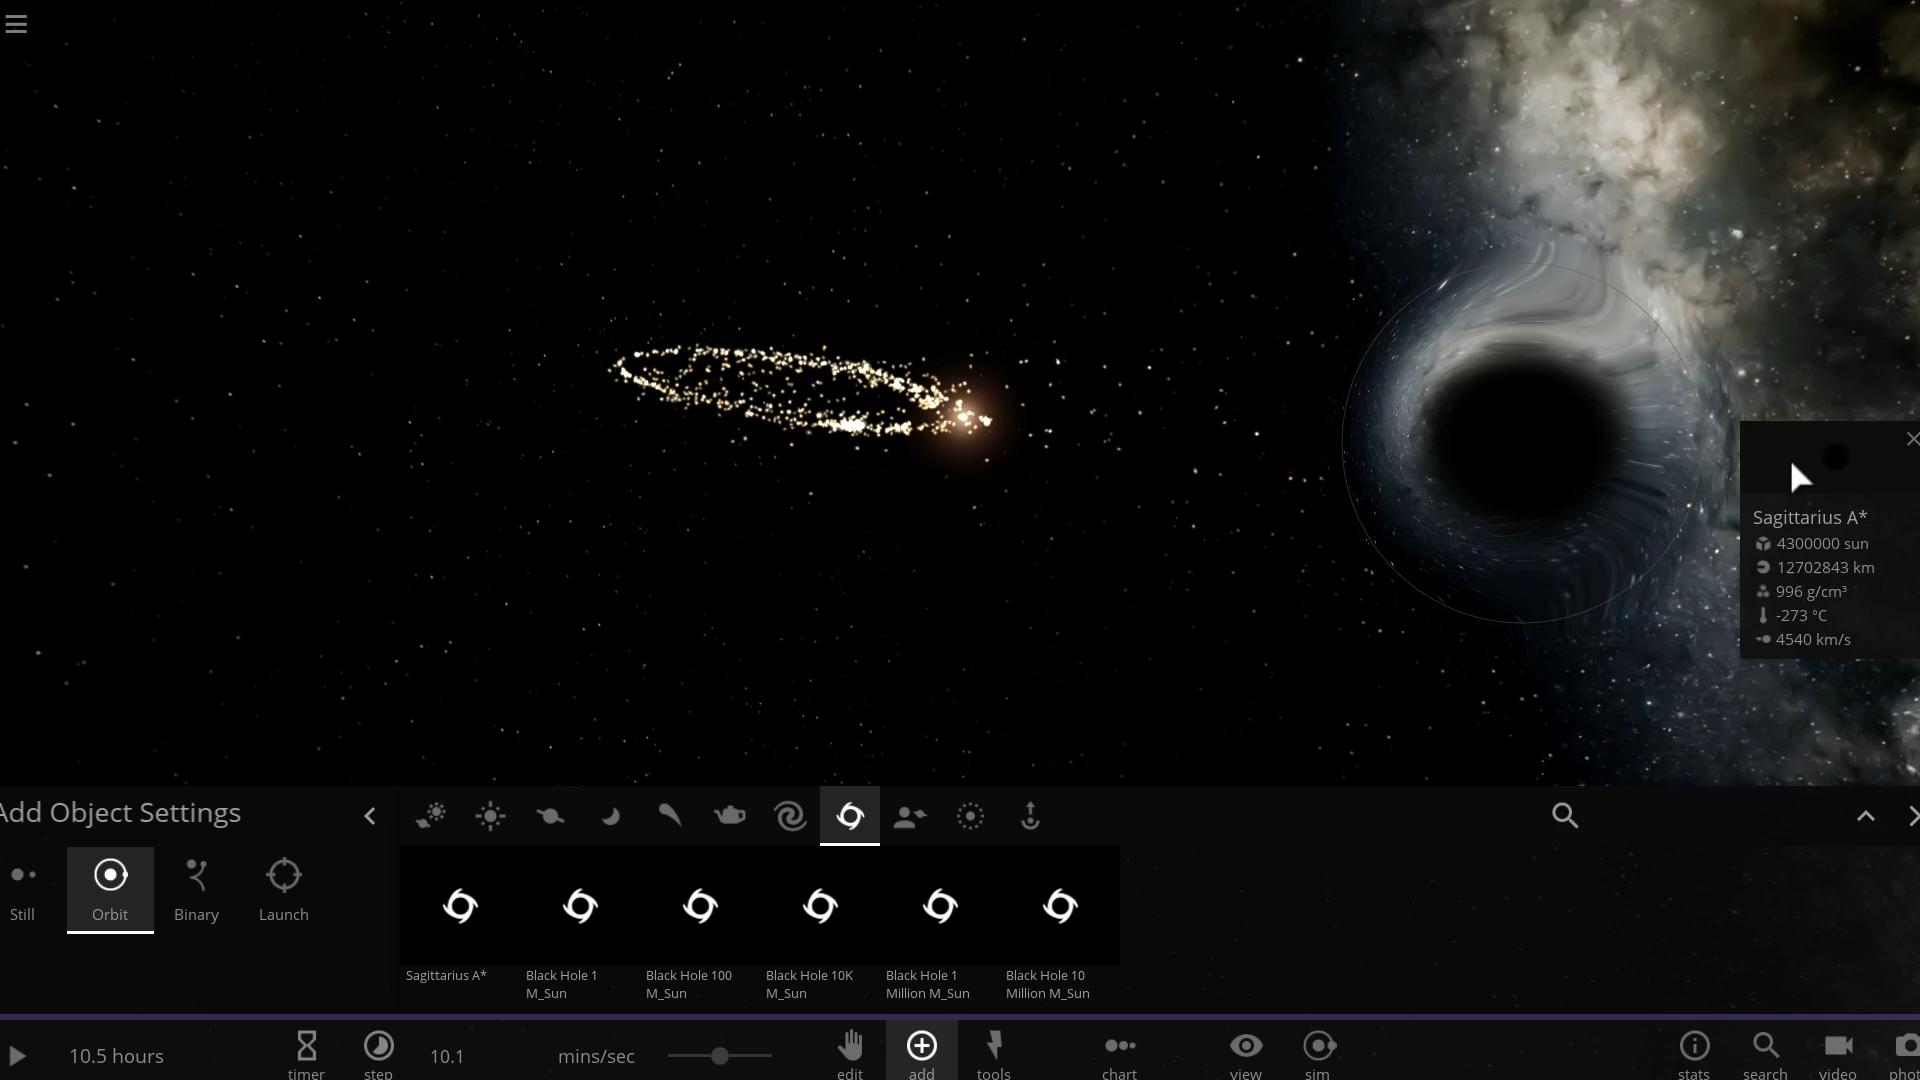 Sagittarius A*
4300000 sun
12702843 km
996 g/cm³
-273 °C
4540 km/s
Add Object Settings
Still
Orbit
Binary
Launch
Sagittarius A*
Black Hole 1
M_Sun
Black Hole 100
M_Sun
Black Hole 10K
M_Sun
Black Hole 1
Million M_Sun
Black Hole 10
Million M_Sun
10.5 hours
timer
step
10.1
mins/sec
edit
add
tools
chart
view
sim
stats
search
video
phot